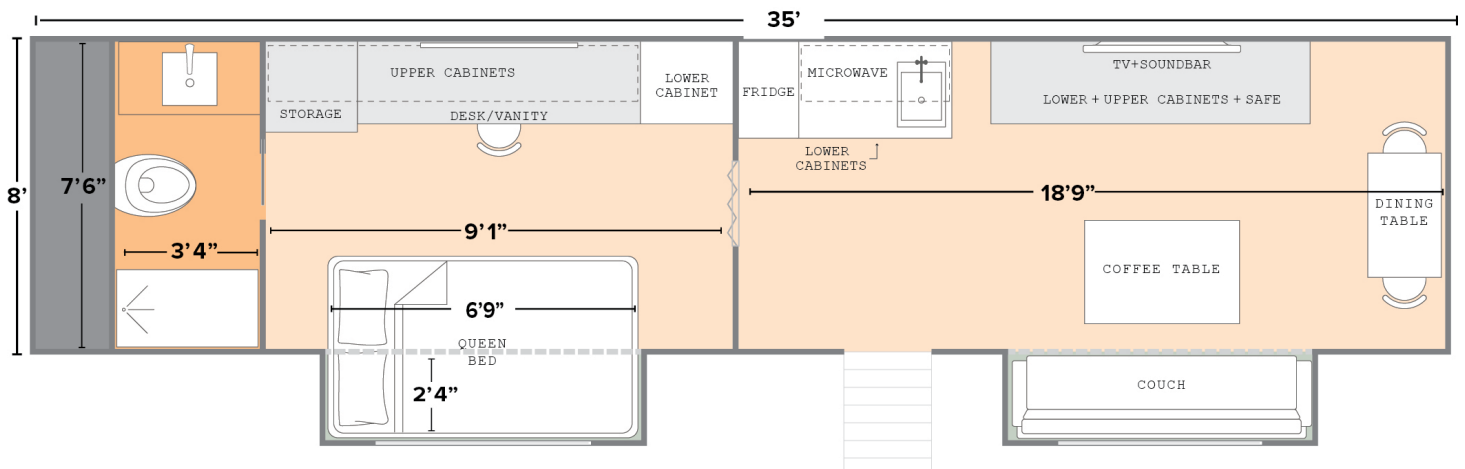 35’
8’
7’6”
3’4”
UPPER CABINETS
STORAGE
DESK/VANITY
LOWER
CABINET
9’1”
6’9”
QUEEN
BED
2’4”
FRIDGE
MICROWAVE
LOWER
CABINETS
TV+SOUNDBAR
LOWER + UPPER CABINETS + SAFE
18’9”
DINING
TABLE
COFFEE TABLE
COUCH